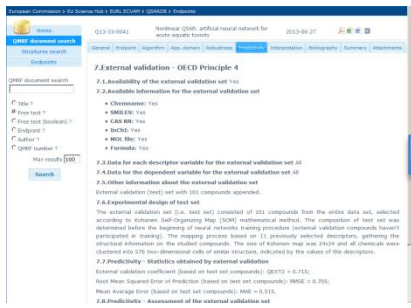 European Commission > EU Science Hub > EURL ECVAM > QSARDB > Endpoints
Home
QMRF document search
Structures search
Endpoints
QMRF document search
Title ?
Free text ?
Free text (boolean) ?
Endpoint ?
Author ?
QMRF number ?
Max results 100
Search
Q13-33-0041 Nonlinear QSAR: artificial neural network for acute aquatic toxicity 2013-06-27
General Endpoint Algorithm App. domain Robustness Predictivity Interpretation Bibliography Summary Attachments
7.External validation - OECD Principle 4
7.1.Availability of the external validation set Yes
7.2.Available information for the external validation set
• Chemname: Yes
• SMILES: Yes
• CAS RN: Yes
• InChI: Yes
• MOL file: Yes
• Formula: Yes
7.3.Data for each descriptor variable for the external validation set All
7.4.Data for the dependent variable for the external validation set All
7.5.Other information about the external validation set
External validation (test) set with 101 compounds appended.
7.6.Experimental design of test set
The external validation set (i.e. test set) consisted of 101 compounds from the entire data set, selected
according to Kohonen Self-Organizing Map (SOM) mathematical method. The composition of test set was
determined before the beginning of neural networks training procedure (external validation compounds haven't
participated in training). The mapping process based on 11 previously selected descriptors, gathering the
structural information on the studied compounds. The size of Kohonen map was 24x24 and all chemicals were
clustered into 576 two-dimensional cells of similar structure, indicated by the values of the descriptors.
7.7.Predictivity - Statistics obtained by external validation
External validation coefficient (based on test set compounds): QEXT2 = 0.715;
Root Mean Squared Error of Prediction (based on test set compounds): RMSE = 0.705;
Mean Average Error (based on test set compounds): MAE = 0.515.
7.8.Predictivity - Assessment of the external validation set